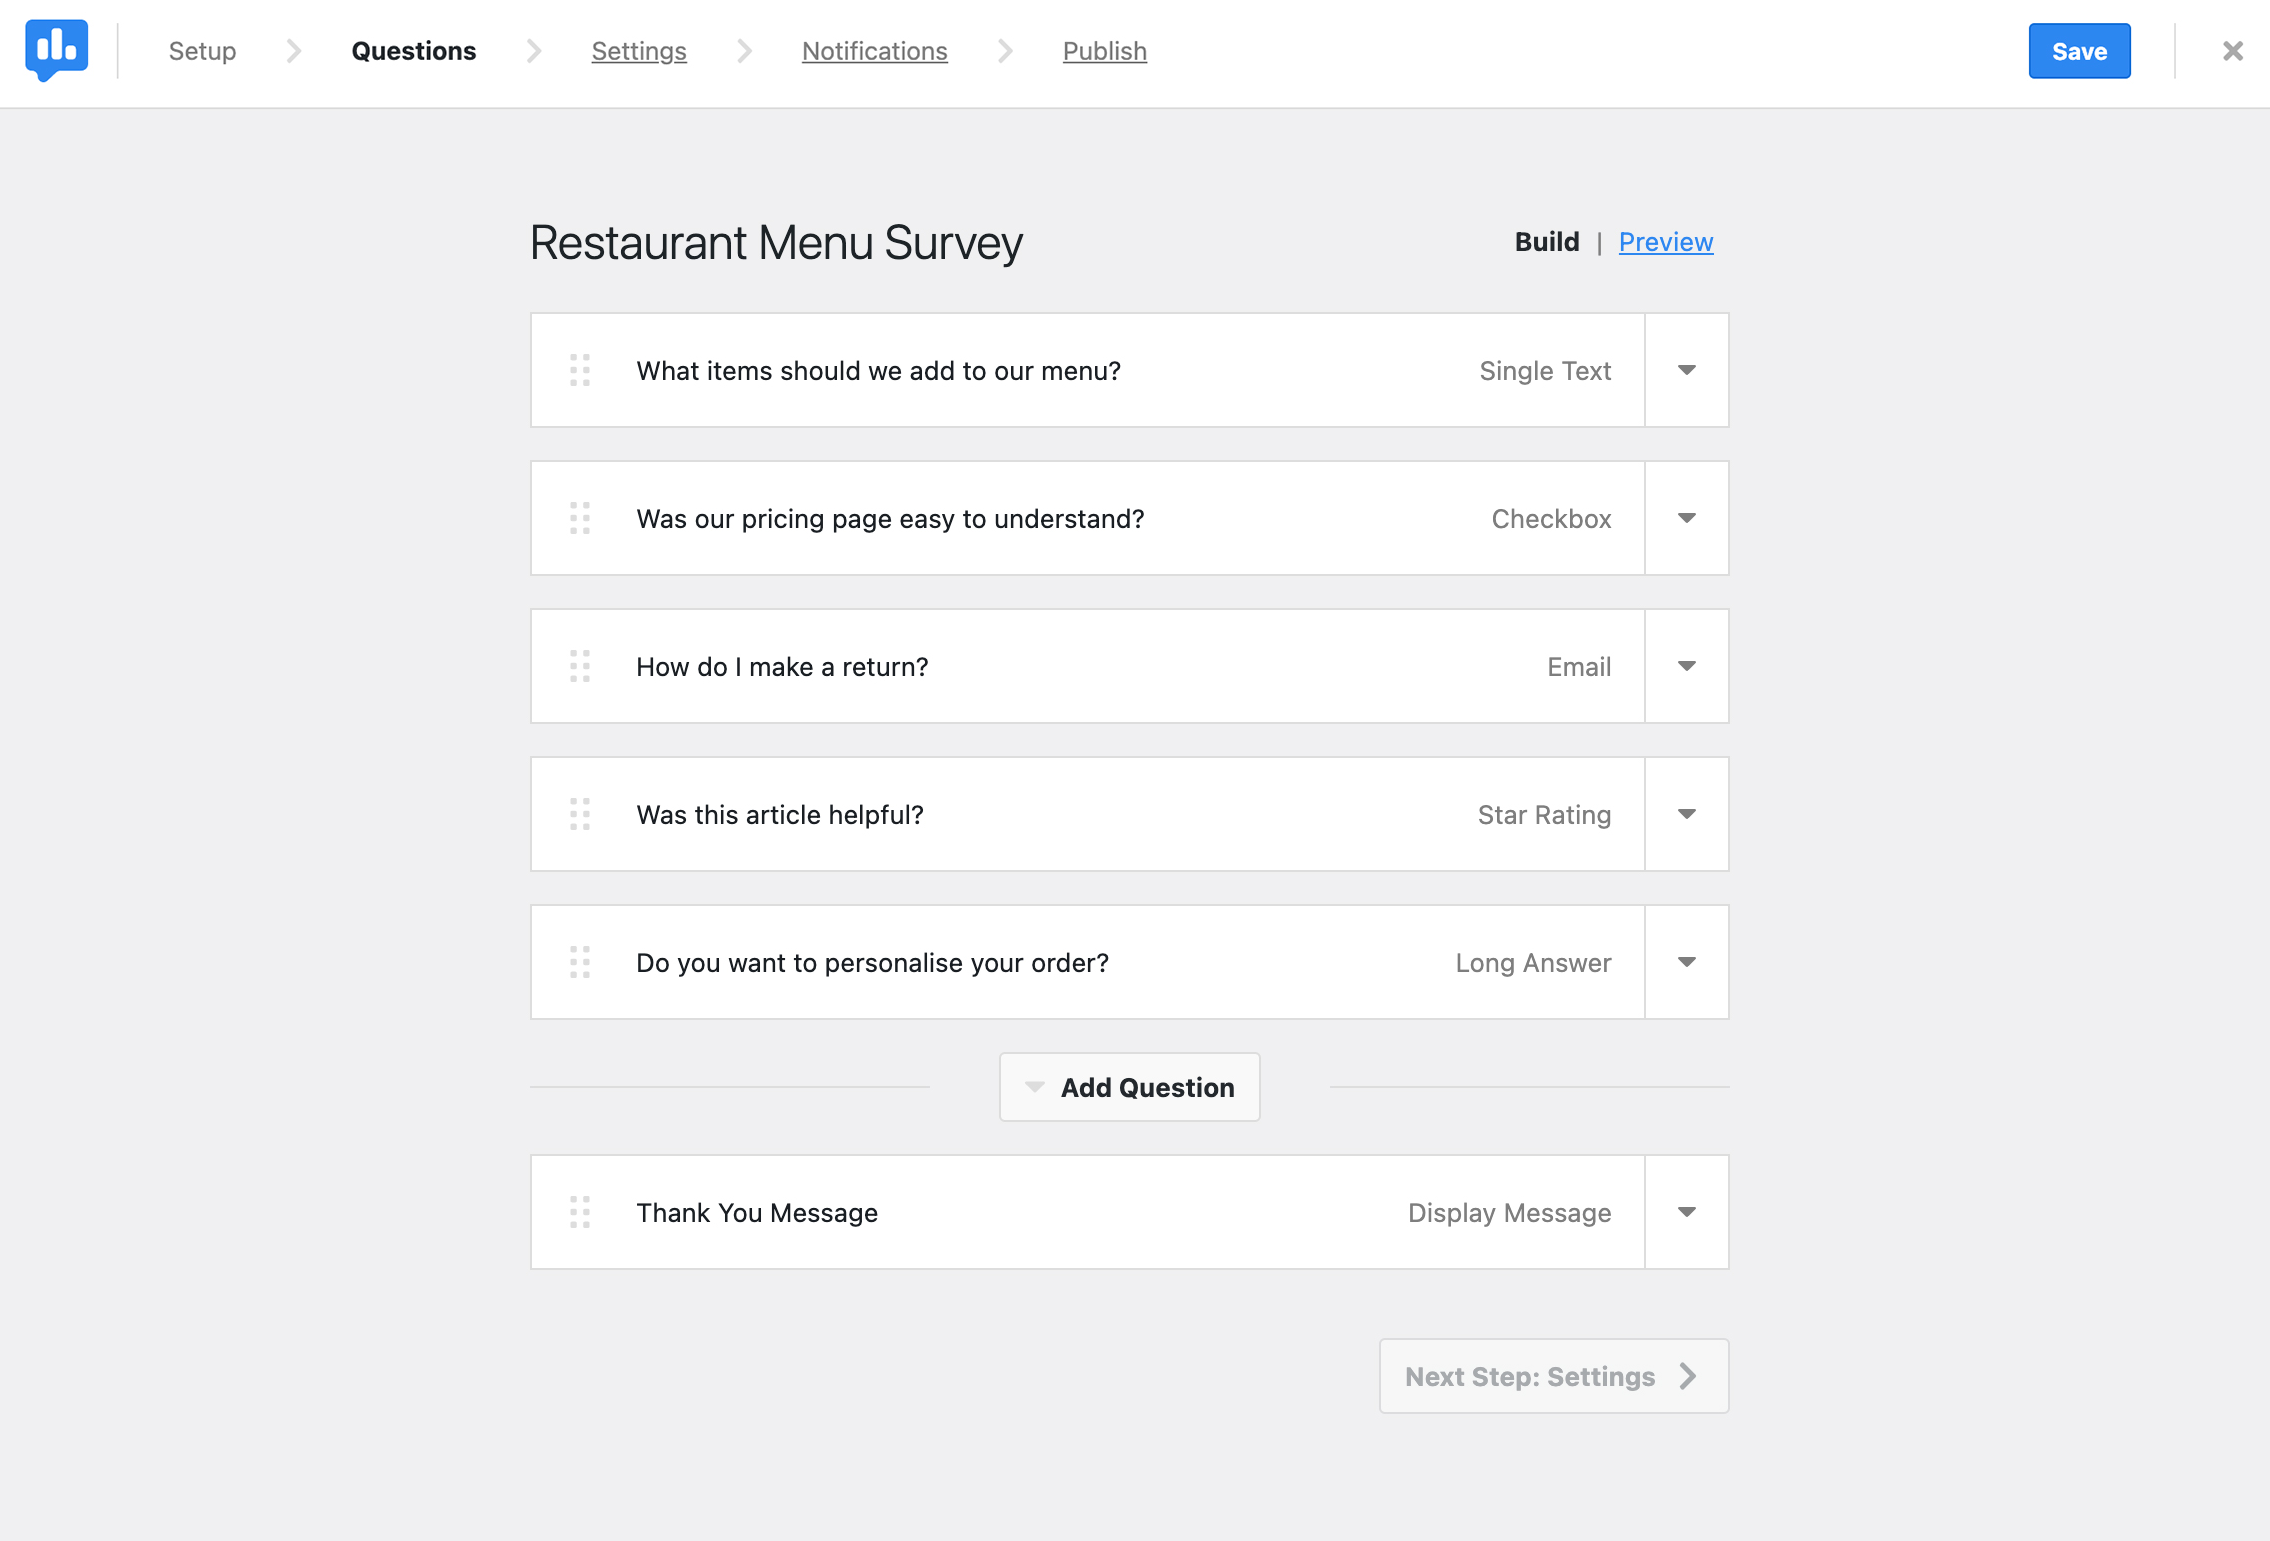 Setup Questions Settings Notifications Publish Save
Restaurant Menu Survey Build | Preview
What items should we add to our menu? Single Text
Was our pricing page easy to understand? Checkbox
How do I make a return? Email
Was this article helpful? Star Rating
Do you want to personalise your order? Long Answer
Add Question
Thank You Message Display Message
Next Step: Settings